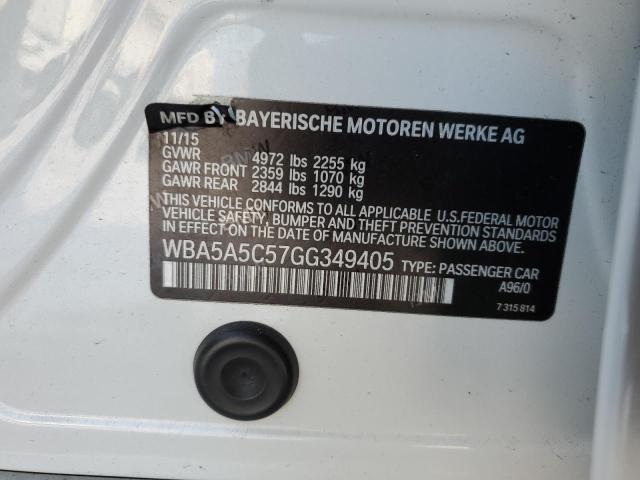 MFD BY BAYERISCHE MOTOREN WERKE AG
11/15
GVWR 4972 lbs 2255 kg
GAWR FRONT 2359 lbs 1070 kg
GAWR REAR 2844 lbs 1290 kg
THIS VEHICLE CONFORMS TO ALL APPLICABLE U.S.FEDERAL MOTOR
VEHICLE SAFETY, BUMPER AND THEFT PREVENTION STANDARDS
IN EFFECT ON THE DATE OF MANUFACTURE SHOWN ABOVE.
WBA5A5C57GG349405 TYPE: PASSENGER CAR
A96/0
7 315 814